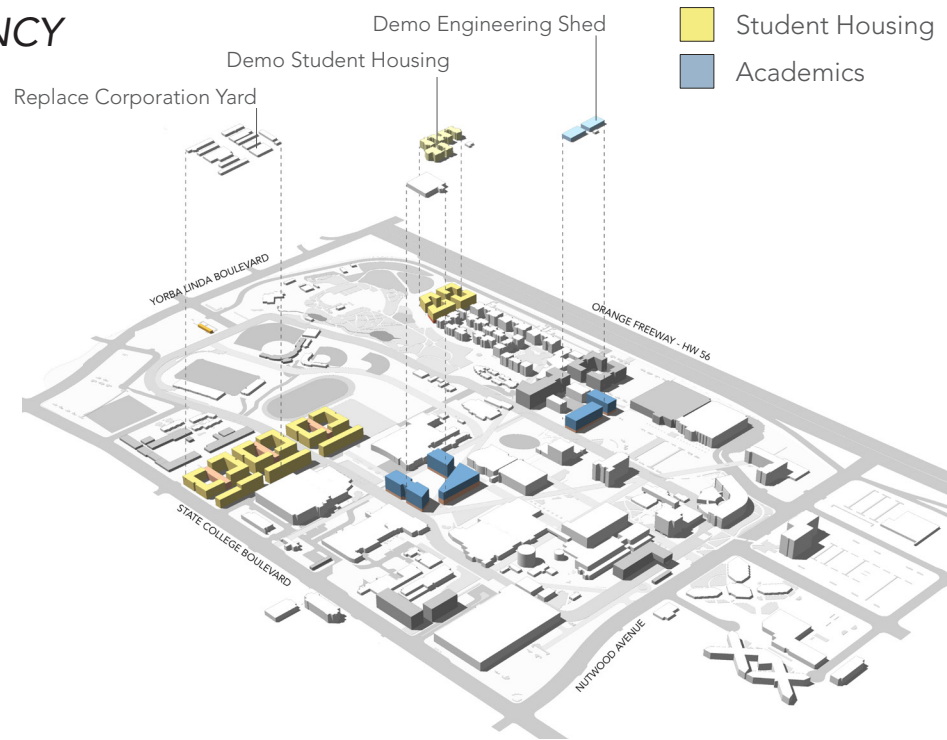 NCY
Demo Engineering Shed
Student Housing
Demo Student Housing
Academics
Replace Corporation Yard
YORBA LINDA BOULEVARD
ORANGE FREEWAY - HW 56
STATE COLLEGE BOULEVARD
NUTWOOD AVENUE